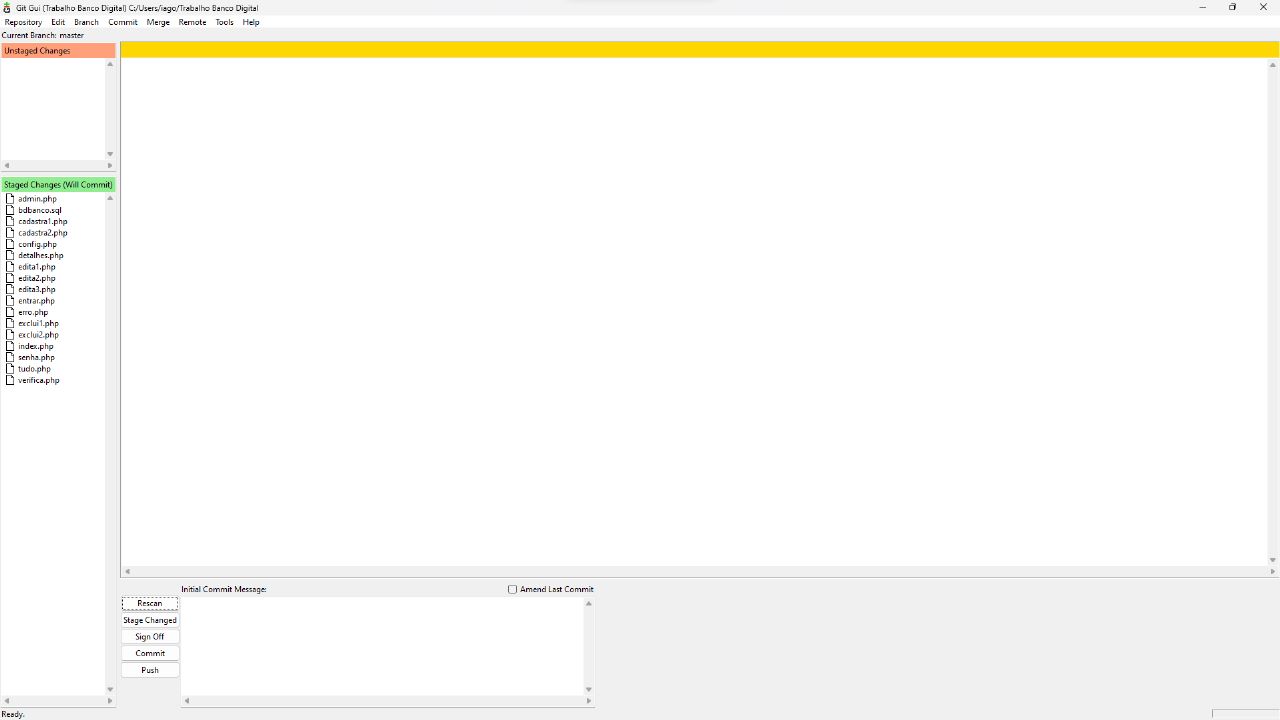 Git Gui (Trabalho Banco Digital) C:/Users/iago/Trabalho Banco Digital
Repository Edit Branch Commit Merge Remote Tools Help
Current Branch: master
Unstaged Changes
Staged Changes (Will Commit)
admin.php
bdbanco.sql
cadastra1.php
cadastra2.php
config.php
detalhes.php
edita1.php
edita2.php
edita3.php
entrar.php
erro.php
exclui1.php
exclui2.php
index.php
senha.php
tudo.php
verifica.php
Initial Commit Message:
Amend Last Commit
Rescan
Stage Changed
Sign Off
Commit
Push
Ready.